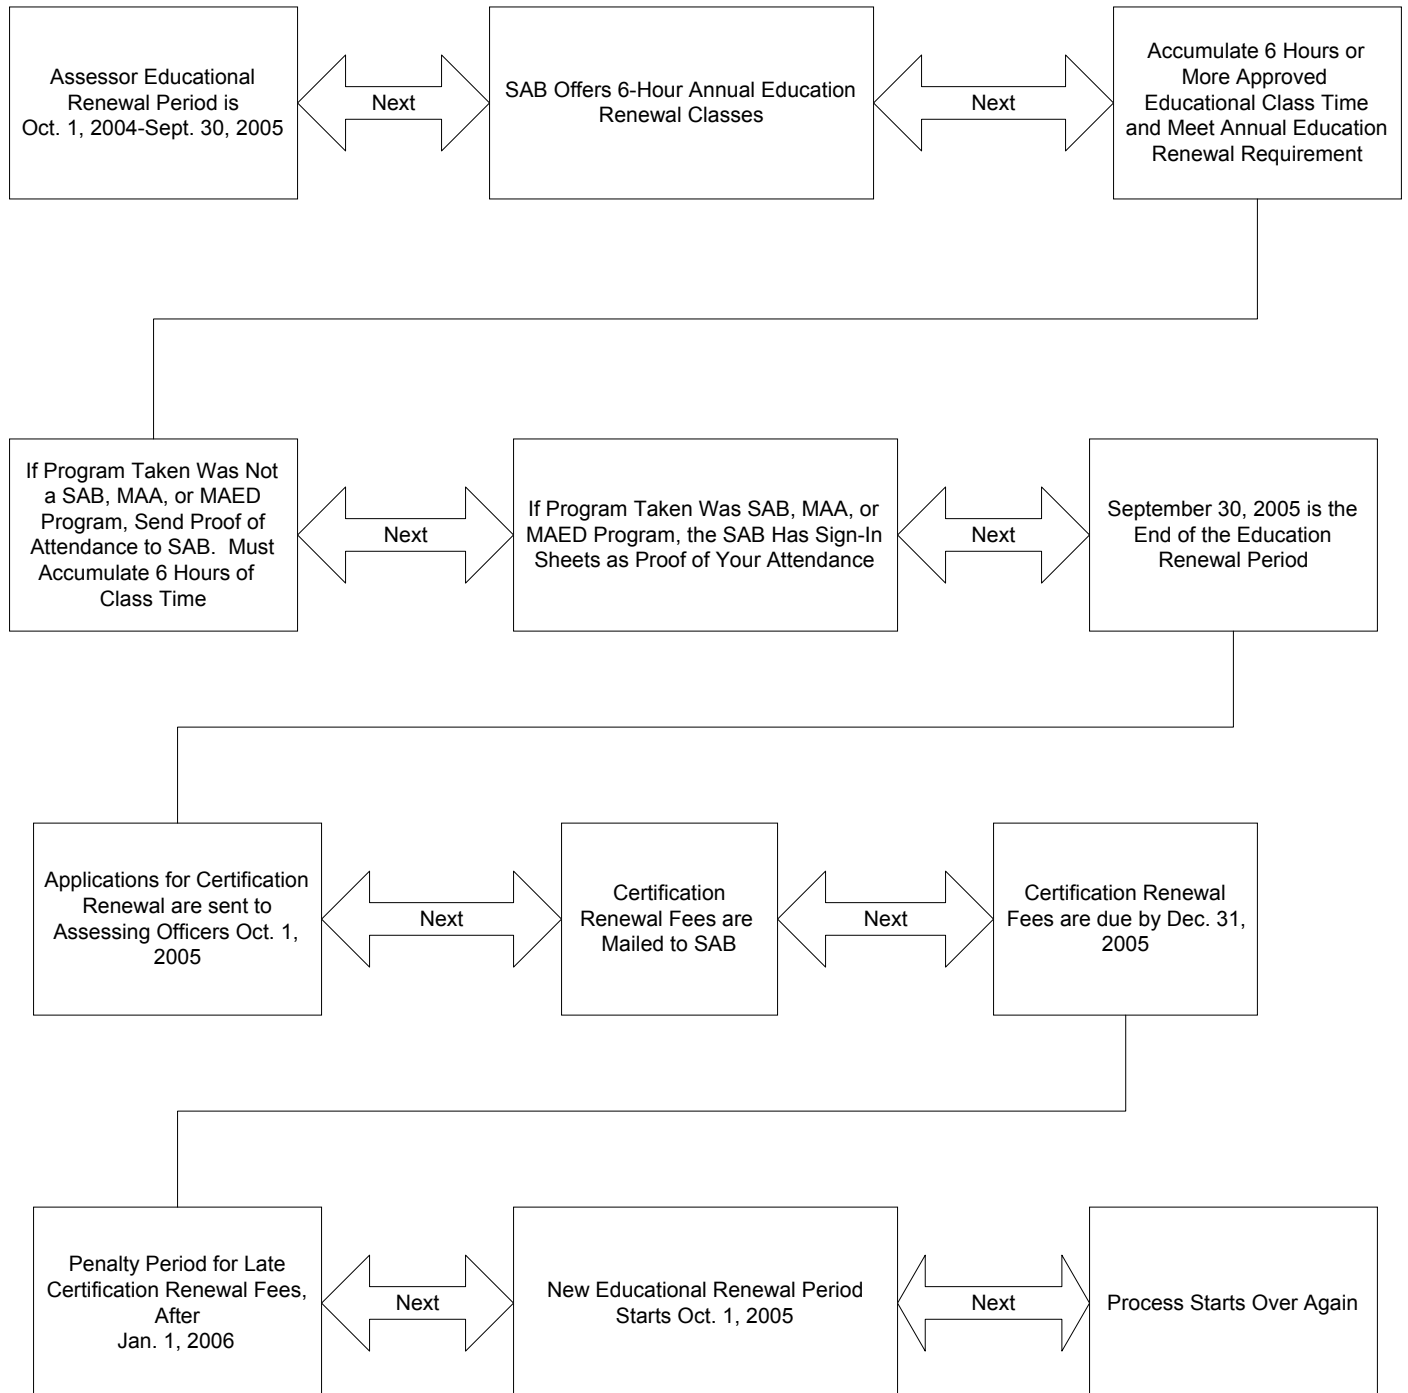 Assessor Educational
Renewal Period is
Oct. 1, 2004-Sept. 30, 2005
Next
SAB Offers 6-Hour Annual Education
Renewal Classes
Next
Accumulate 6 Hours or
More Approved
Educational Class Time
and Meet Annual Education
Renewal Requirement
If Program Taken Was Not
a SAB, MAA, or MAED
Program, Send Proof of
Attendance to SAB. Must
Accumulate 6 Hours of
Class Time
Next
If Program Taken Was SAB, MAA, or
MAED Program, the SAB Has Sign-In
Sheets as Proof of Your Attendance
Next
September 30, 2005 is the
End of the Education
Renewal Period
Applications for Certification
Renewal are sent to
Assessing Officers Oct. 1,
2005
Next
Certification
Renewal Fees are
Mailed to SAB
Next
Certification Renewal
Fees are due by Dec. 31,
2005
Penalty Period for Late
Certification Renewal Fees,
After
Jan. 1, 2006
Next
New Educational Renewal Period
Starts Oct. 1, 2005
Next
Process Starts Over Again